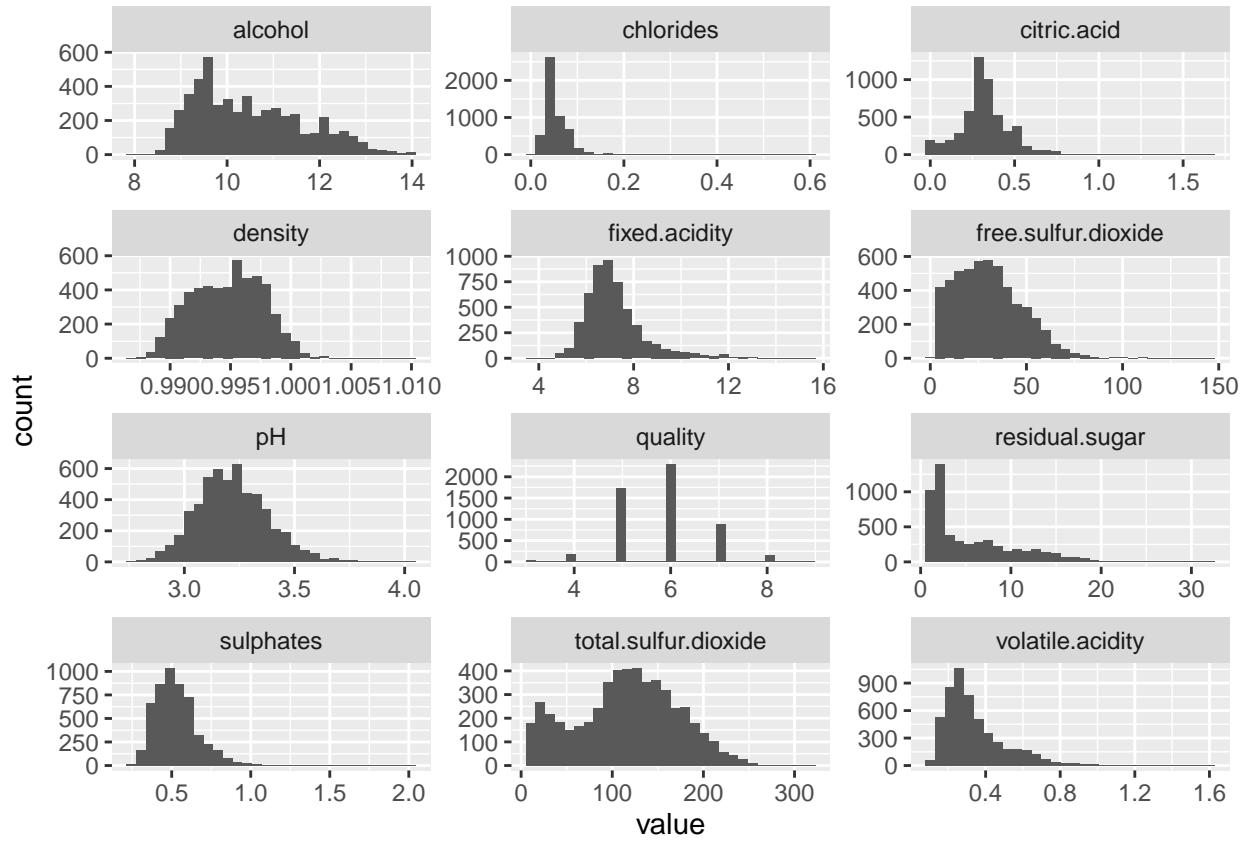 alcohol
chlorides
citric.acid
600
400
200
0
8 10 12 14
2000
1000
0
0.0 0.2 0.4 0.6
1000
500
0
0.0 0.5 1.0 1.5
density
fixed.acidity
free.sulfur.dioxide
600
400
200
0
0.9900.9951.0001.0051.010
1000
750
500
250
0
4 8 12 16
600
400
200
0
0 50 100 150
count
pH
quality
residual.sugar
600
400
200
0
3.0 3.5 4.0
2000
1500
1000
500
0
4 6 8
1000
500
0
0 10 20 30
sulphates
total.sulfur.dioxide
volatile.acidity
1000
750
500
250
0
0.5 1.0 1.5 2.0
400
300
200
100
0
0 100 200 300
900
600
300
0
0.4 0.8 1.2 1.6
value